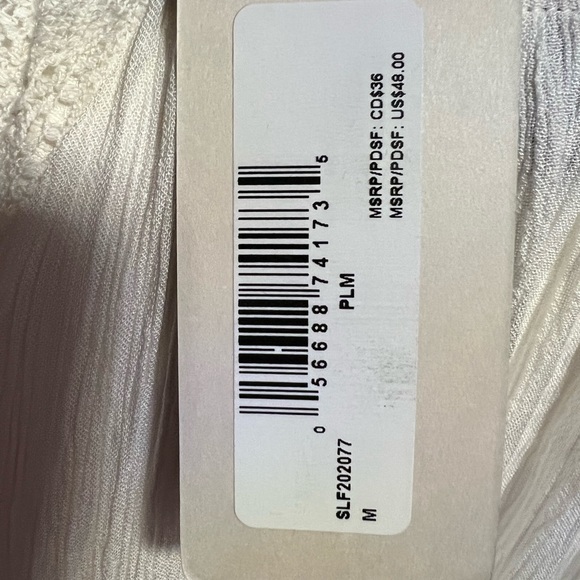 0 56688 74173 5
SLF202077 PLM
M MSRP/PDSF: CD$36
MSRP/PDSF: US$48.00